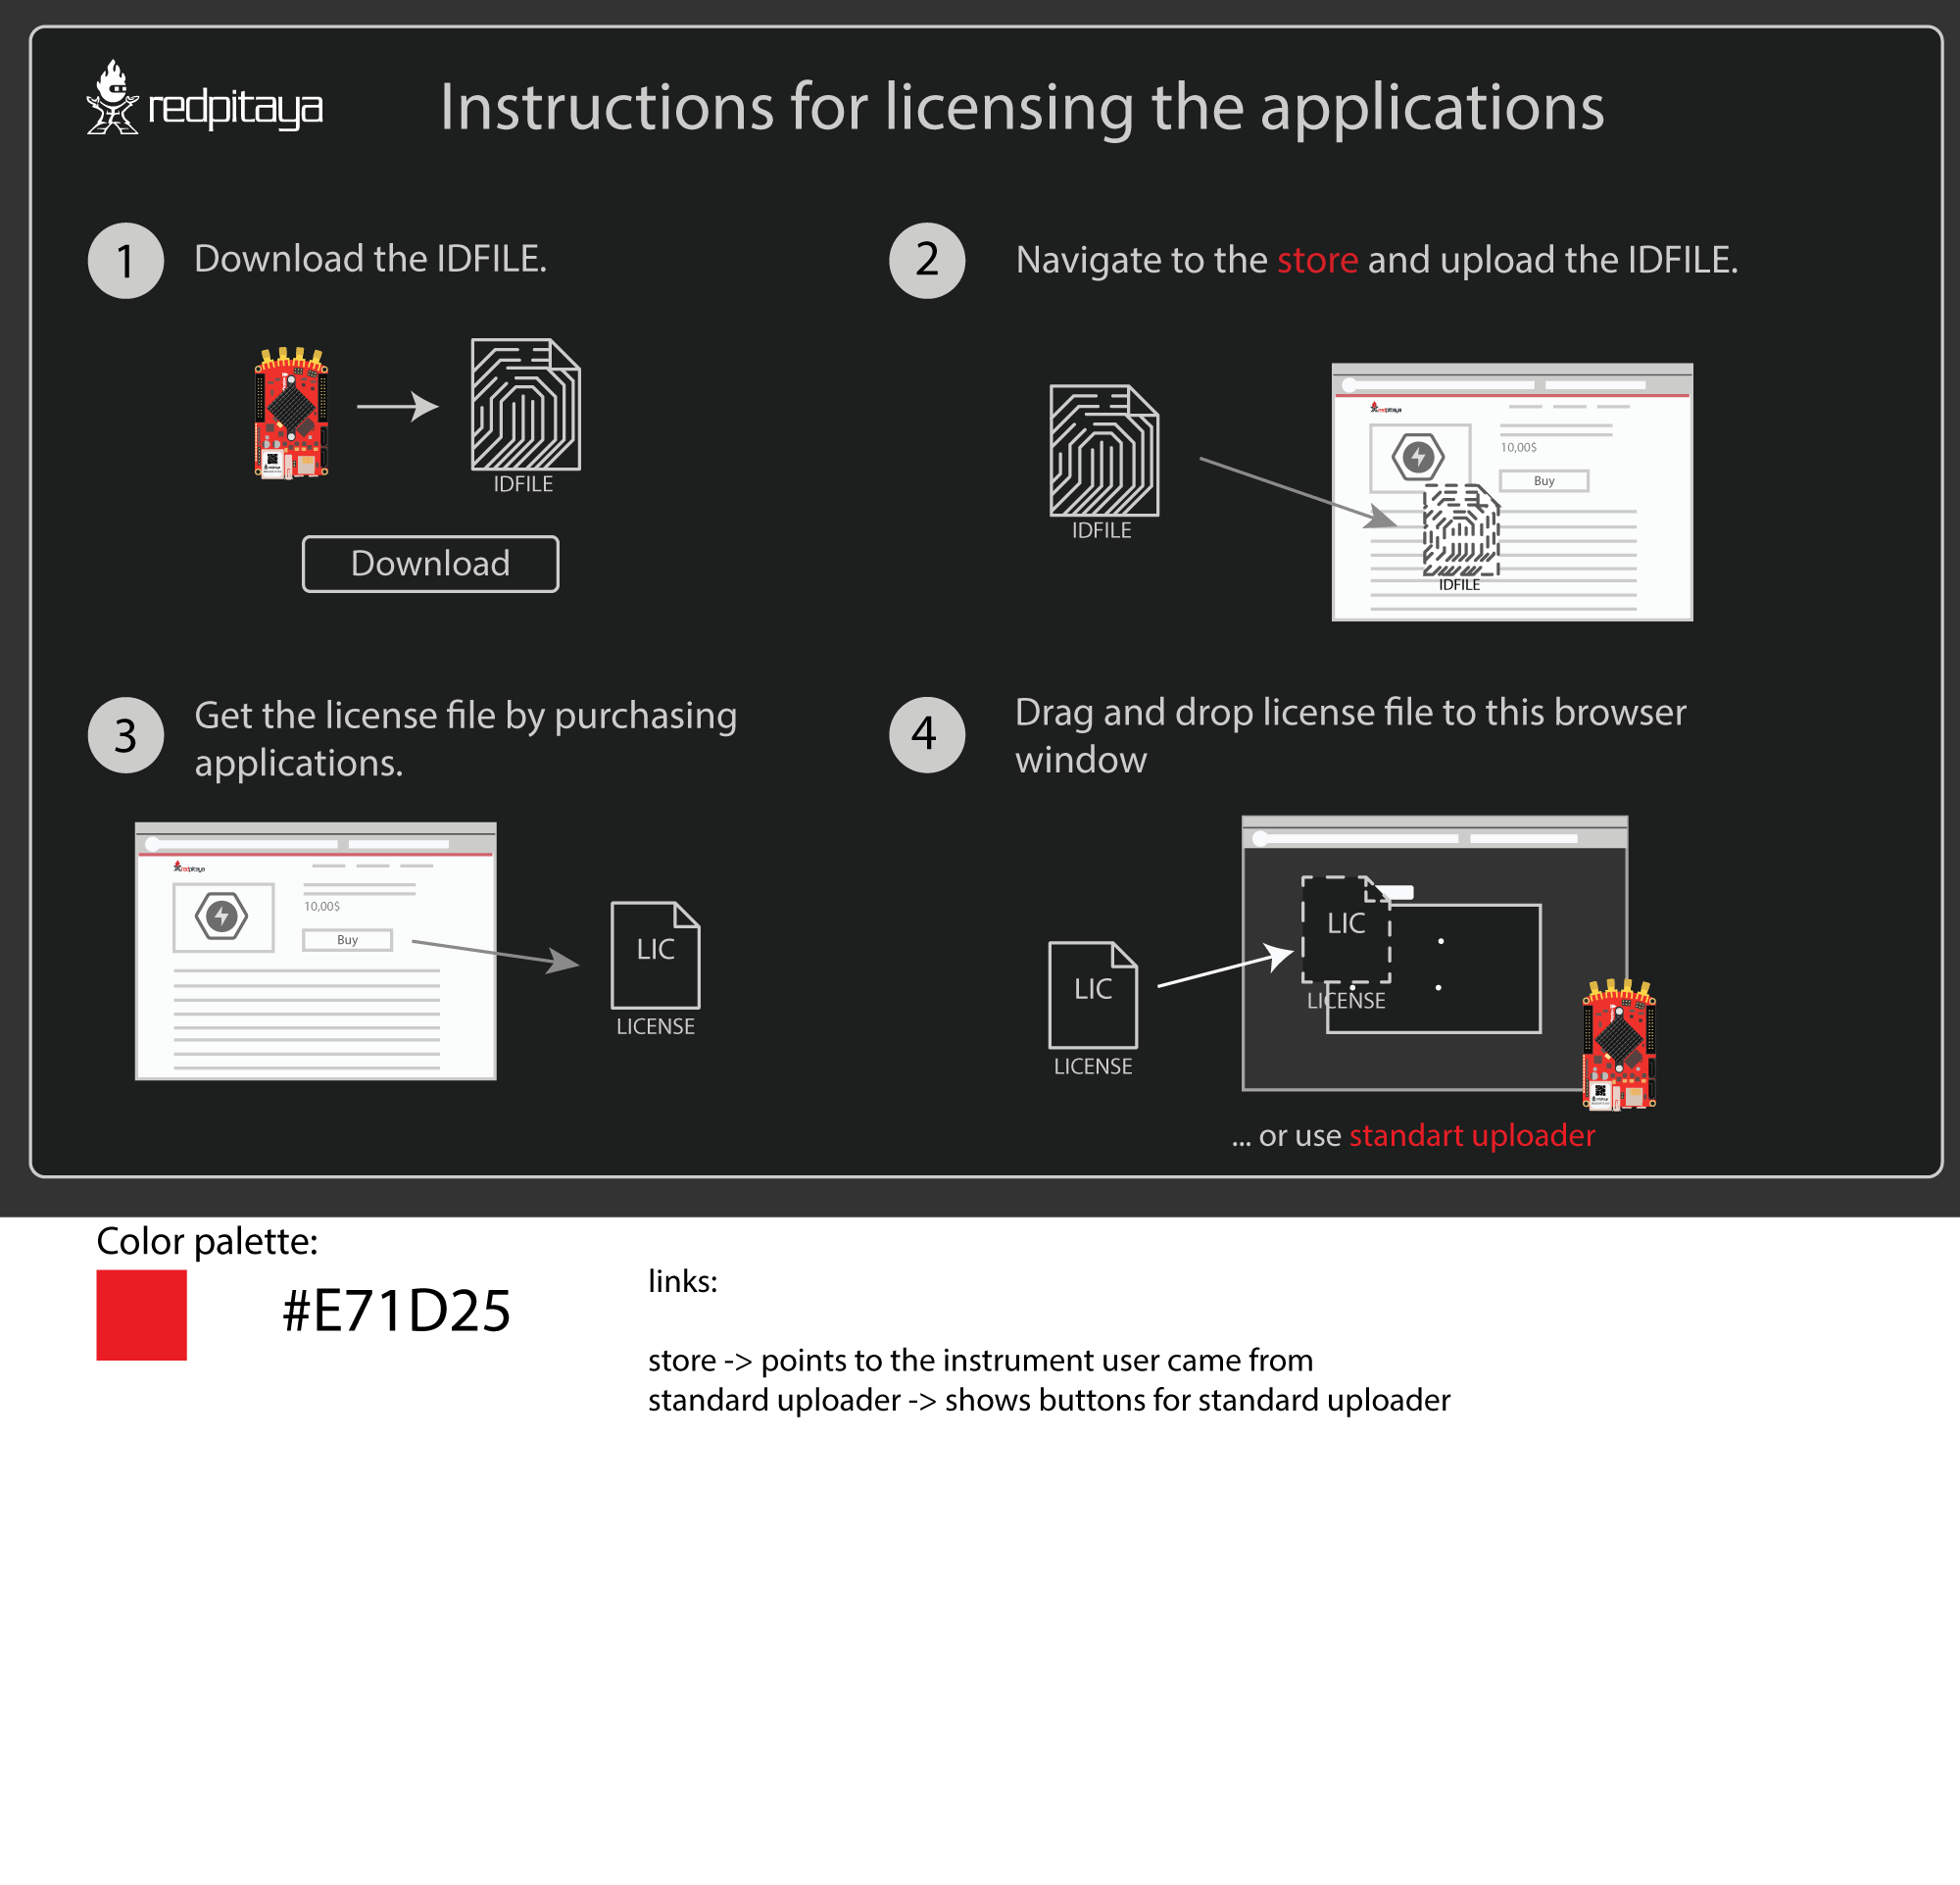 redpitaya
Instructions for licensing the applications
1
Download the IDFILE.
IDFILE
Download
2
Navigate to the store and upload the IDFILE.
IDFILE
redpitaya
10,00$
Buy
IDFILE
3
Get the license file by purchasing
applications.
redpitaya
10,00$
Buy
LIC
LICENSE
4
Drag and drop license file to this browser
window
LIC
LICENSE
LIC
LICENSE
... or use standart uploader
Color palette:
#E71D25
links:
store -> points to the instrument user came from
standard uploader -> shows buttons for standard uploader